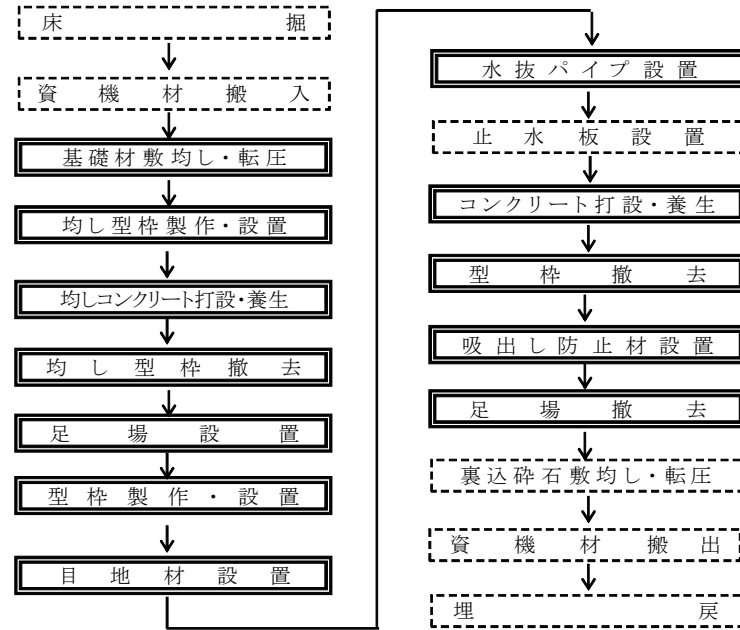 床掘
資機材搬入
基礎材敷均し・転圧
均し型枠製作・設置
均しコンクリート打設・養生
均し型枠撤去
足場設置
型枠製作・設置
目地材設置
水抜パイプ設置
止水板設置
コンクリート打設・養生
型枠撤去
吸出し防止材設置
足場撤去
裏込砕石敷均し・転圧
資機材搬出
埋戻